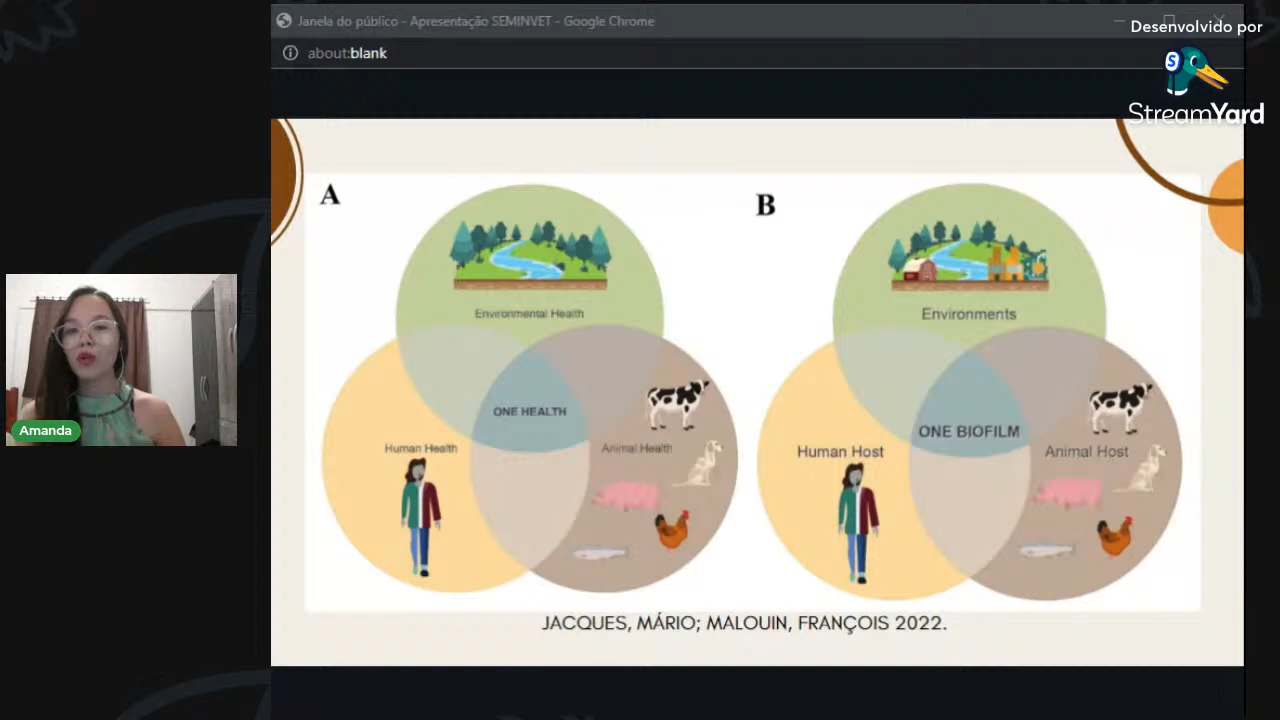 Janela do público - Apresentação SEMINVET - Google Chrome
about:blank
Desenvolvido por
S
StreamYard
A
B
Environmental Health
Environments
ONE HEALTH
ONE BIOFILM
Human Health
Animal Health
Human Host
Animal Host
Amanda
JACQUES, MÁRIO; MALOUIN, FRANÇOIS 2022.